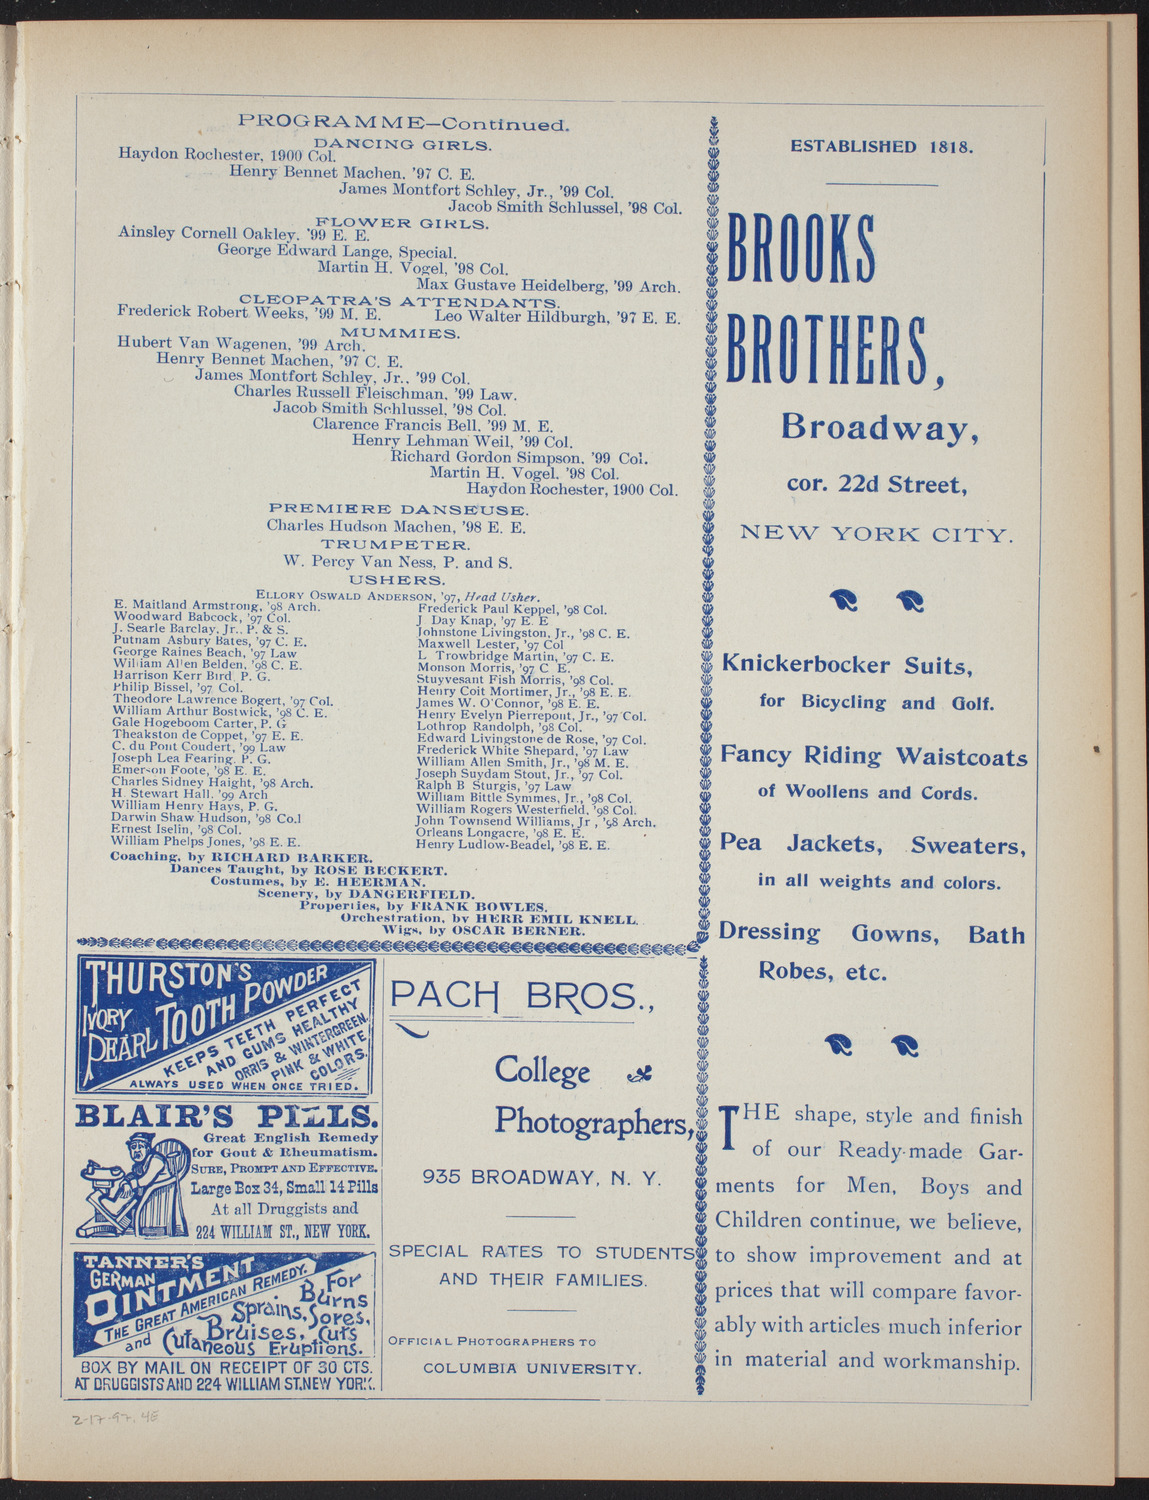 PROGRAMME—Continued.
DANCING GIRLS.
Haydon Rochester, 1900 Col.
Henry Bennet Machen, '97 C. E.
James Montfort Schley, Jr., '99 Col.
Jacob Smith Schlussel, '98 Col.
FLOWER GIRLS.
Ainsley Cornell Oakley, '99 E. E.
George Edward Lange, Special.
Martin H. Vogel, '98 Col.
Max Gustave Heidelberg, '99 Arch.
CLEOPATRA'S ATTENDANTS.
Frederick Robert Weeks, '99 M. E. Leo Walter Hildburgh, '97 E. E.
MUMMIES.
Hubert Van Wagenen, '99 Arch.
Henry Bennet Machen, '97 C. E.
James Montfort Schley, Jr., '99 Col.
Charles Russell Fleischman, '99 Law.
Jacob Smith Schlussel, '98 Col.
Clarence Francis Bell, '99 M. E.
Henry Lehman Weil, '99 Col.
Richard Gordon Simpson, '99 Col.
Martin H. Vogel, '98 Col.
Haydon Rochester, 1900 Col.
PREMIERE DANSEUSE.
Charles Hudson Machen, '98 E. E.
TRUMPETER.
W. Percy Van Ness, P. and S.
USHERS.
ELLORY OSWALD ANDERSON, '97, Head Usher.
E. Maitland Armstrong, '98 Arch.
Woodward Babcock, '97 Col.
J. Searle Barclay, Jr., P. & S.
Putnam Asbury Bates, '97 C. E.
George Raines Beach, '97 Law
William Allen Belden, '98 C. E.
Harrison Kerr Bird, P. G.
Philip Bissel, '97 Col.
Theodore Lawrence Bogert, '97 Col.
William Arthur Bostwick, '98 C. E.
Gale Hogeboom Carter, P. G
Theakston de Coppet, '97 E. E.
C. du Pont Coudert, '99 Law
Joseph Lea Fearing, P. G.
Emerson Foote, '98 E. E.
Charles Sidney Haight, '98 Arch.
H. Stewart Hall, '99 Arch
William Henry Hays, P. G.
Darwin Shaw Hudson, '98 Co.l
Ernest Iselin, '98 Col.
William Phelps Jones, '98 E. E.
Frederick Paul Keppel, '98 Col.
J Day Knap, '97 E. E
Johnstone Livingston, Jr., '98 C. E.
Maxwell Lester, '97 Col
L Trowbridge Martin, '97 C. E.
Monson Morris, '97 C E.
Stuyvesant Fish Morris, '98 Col.
Henry Coit Mortimer, Jr., '98 E. E.
James W. O'Connor, '98 E. E.
Henry Evelyn Pierrepont, Jr., '97 Col.
Lothrop Randolph, '98 Col.
Edward Livingstone de Rose, '97 Col.
Frederick White Shepard, '97 Law
William Allen Smith, Jr., '98 M. E.
Joseph Suydam Stout, Jr., '97 Col.
Ralph B Sturgis, '97 Law
William Bittle Symmes, Jr., '98 Col.
William Rogers Westerfield, '98 Col.
John Townsend Williams, Jr , '98 Arch.
Orleans Longacre, '98 E. E.
Henry Ludlow-Beadel, '98 E. E.
Coaching, by RICHARD BARKER.
Dances Taught, by ROSE BECKERT.
Costumes, by E. HEERMAN.
Scenery, by DANGERFIELD.
Properties, by FRANK BOWLES.
Orchestration, by HERR EMIL KNELL.
Wigs, by OSCAR BERNER.
THURSTON'S
IVORY
PEARL TOOTH POWDER
KEEPS TEETH PERFECT
AND GUMS HEALTHY
ORRIS & WINTERGREEN.
PINK & WHITE
COLORS.
ALWAYS USED WHEN ONCE TRIED.
BLAIR'S PILLS.
Great English Remedy
for Gout & Rheumatism.
SURE, PROMPT AND EFFECTIVE.
Large Box 34, Small 14 Pills
At all Druggists and
224 WILLIAM ST., NEW YORK.
TANNER'S
GERMAN
OINTMENT
THE GREAT AMERICAN REMEDY.
For
Burns
Sprains, Sores,
Bruises, Cuts
and Cutaneous Eruptions.
BOX BY MAIL ON RECEIPT OF 30 CTS.
AT DRUGGISTS AND 224 WILLIAM ST. NEW YORK.
PACH BROS.,
College
Photographers,
935 BROADWAY, N. Y.
SPECIAL RATES TO STUDENTS
AND THEIR FAMILIES.
OFFICIAL PHOTOGRAPHERS TO
COLUMBIA UNIVERSITY.
ESTABLISHED 1818.
BROOKS
BROTHERS,
Broadway,
cor. 22d Street,
NEW YORK CITY.
Knickerbocker Suits,
for Bicycling and Golf.
Fancy Riding Waistcoats
of Woollens and Cords.
Pea Jackets, Sweaters,
in all weights and colors.
Dressing Gowns, Bath
Robes, etc.
THE shape, style and finish
of our Ready-made Gar-
ments for Men, Boys and
Children continue, we believe,
to show improvement and at
prices that will compare favor-
ably with articles much inferior
in material and workmanship.
2-17-97. 4E